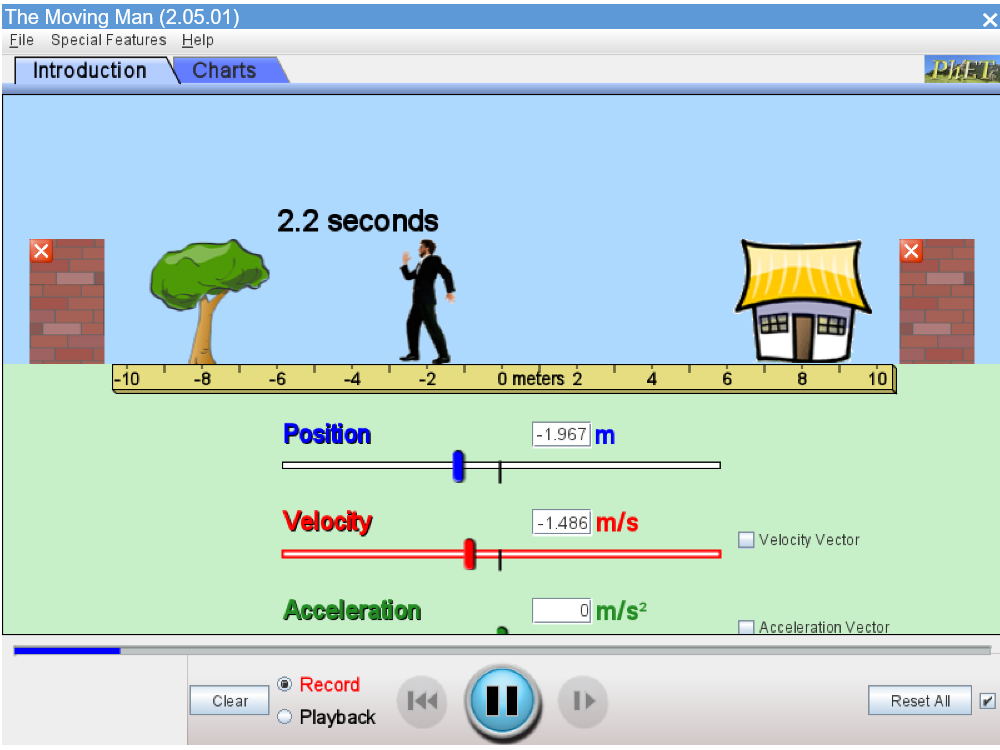 The Moving Man (2.05.01)
File Special Features Help
Introduction Charts
PhET
2.2 seconds
-10 -8 -6 -4 -2 0 meters 2 4 6 8 10
Position -1.967 m
Velocity -1.486 m/s
Velocity Vector
Acceleration 0 m/s²
Acceleration Vector
Clear
Record
Playback
Reset All